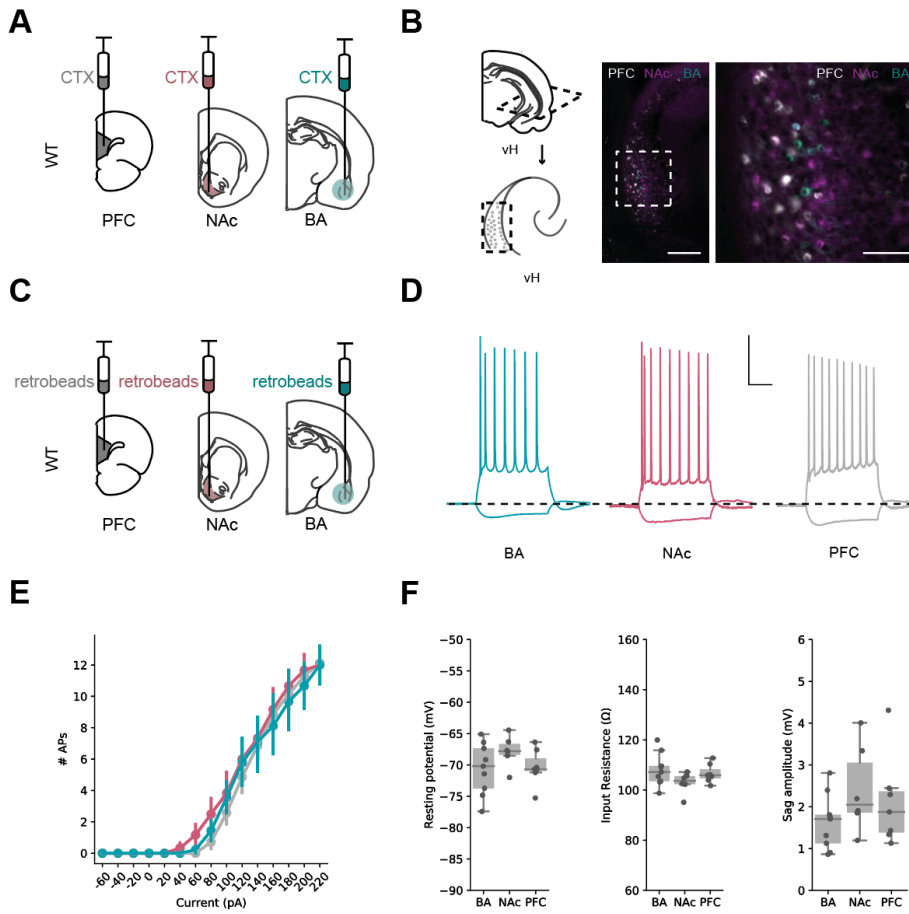 A
CTX CTX CTX
WT
PFC NAc BA
B
vH
vH
PFC NAc BA
PFC NAc BA
C
retrobeads retrobeads retrobeads
WT
PFC NAc BA
D
BA NAc PFC
E
# APs
12
10
8
6
4
2
0
-60 -40 -20 0 20 40 60 80 100 120 140 160 180 200 220
Current (pA)
F
Resting potential (mV)
−50
−55
−60
−65
−70
−75
−80
−85
−90
BA NAc PFC
Input Resistance (Ω)
160
140
120
100
80
60
BA NAc PFC
Sag amplitude (mV)
6
5
4
3
2
1
0
BA NAc PFC